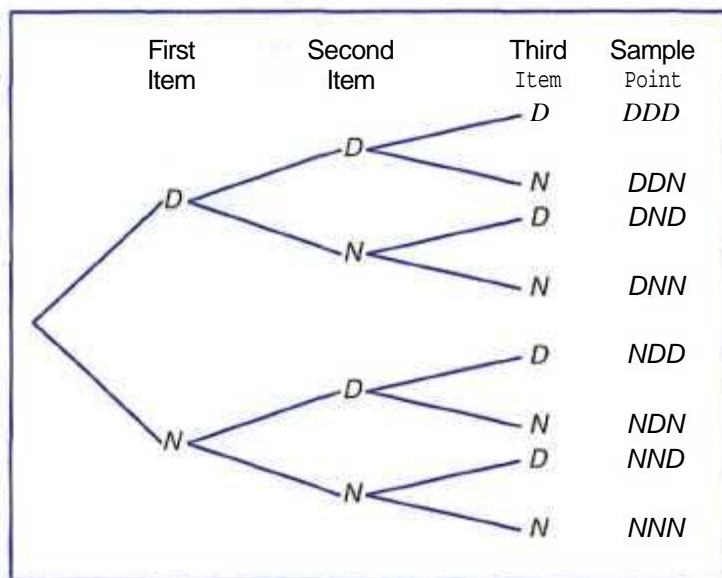 First Second Third Sample
Item Item Item Point
D DDD
D
N DDN
D
D DND
N
N DNN
D NDD
D
N NDN
N
D NND
N
N NNN